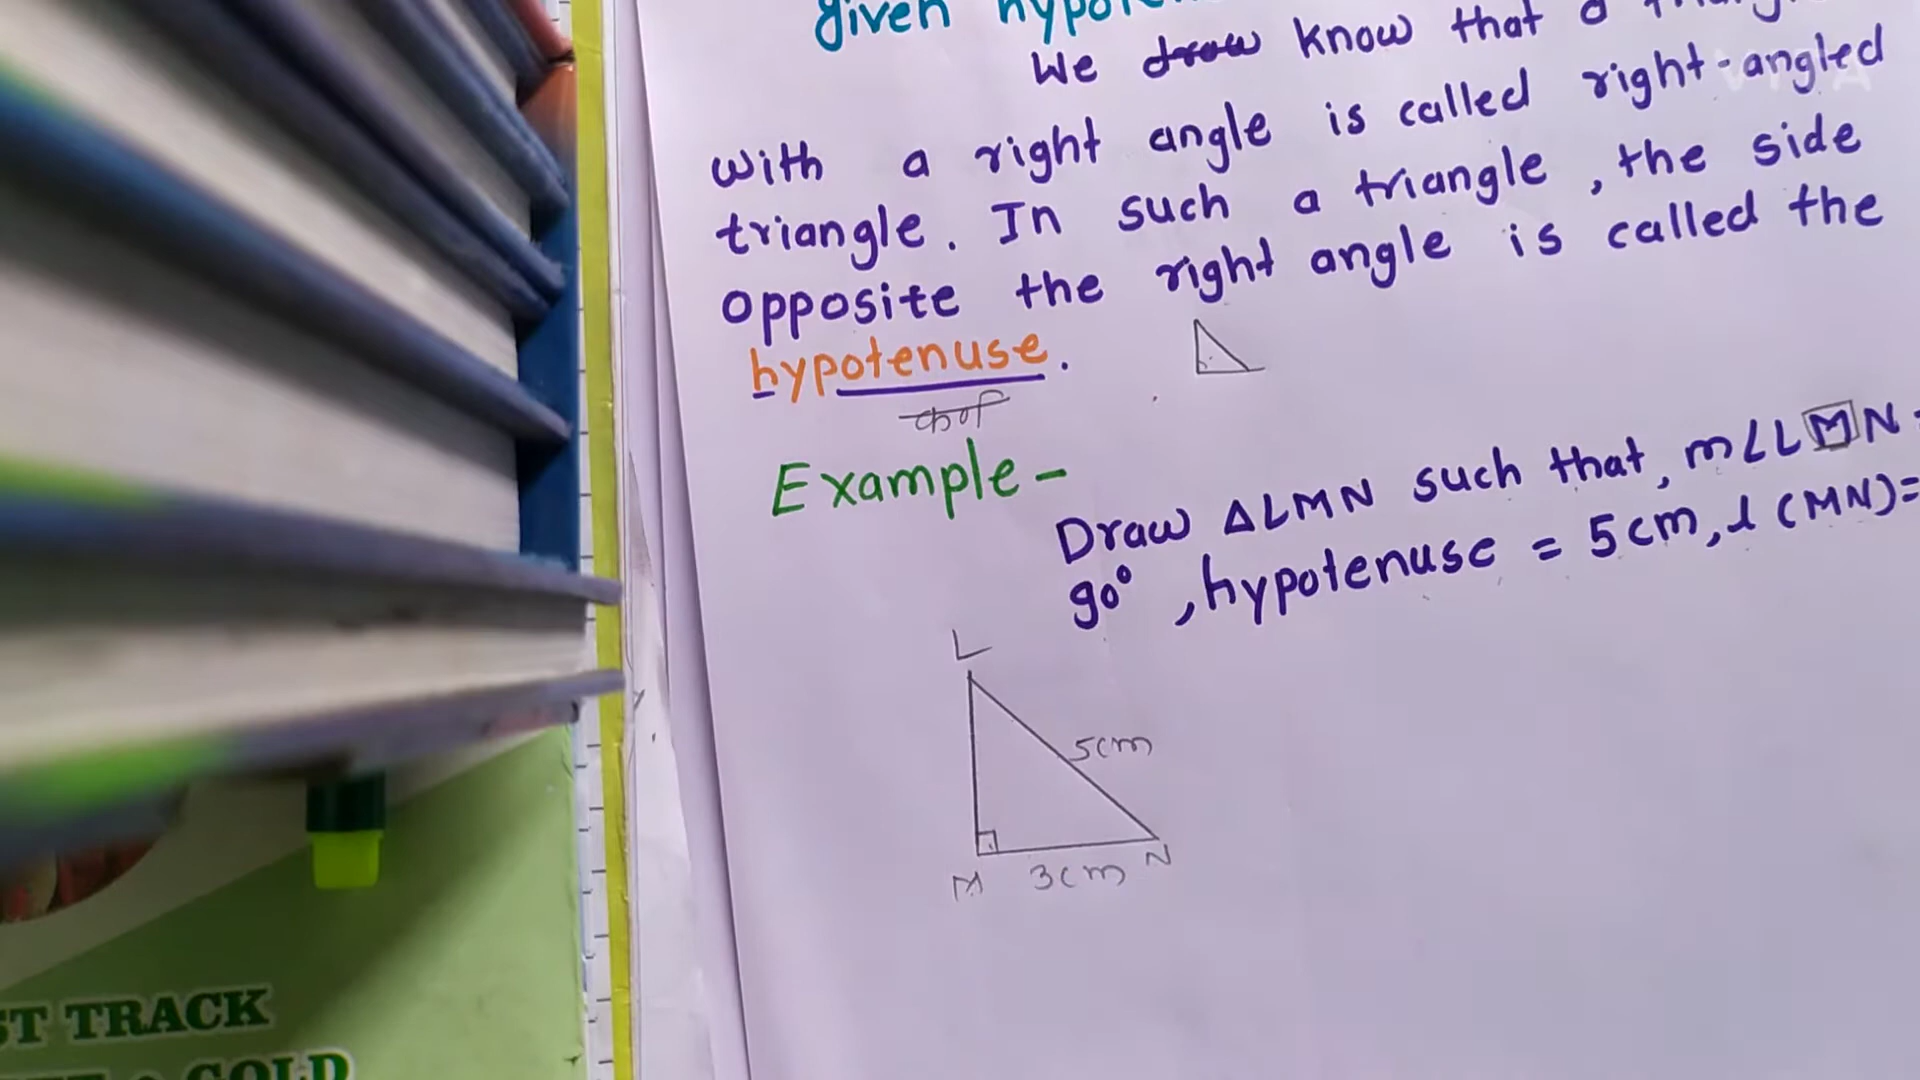 given
We draw know that a
with a right angle is called right-angled
triangle. In such a triangle, the side
opposite the right angle is called the
hypotenuse.
Example-
Draw ΔLMN such that, m∠LMN=
90°, hypotenuse = 5cm, l(MN)=
L
5cm
M 3cm N
ST TRACK
GOLD